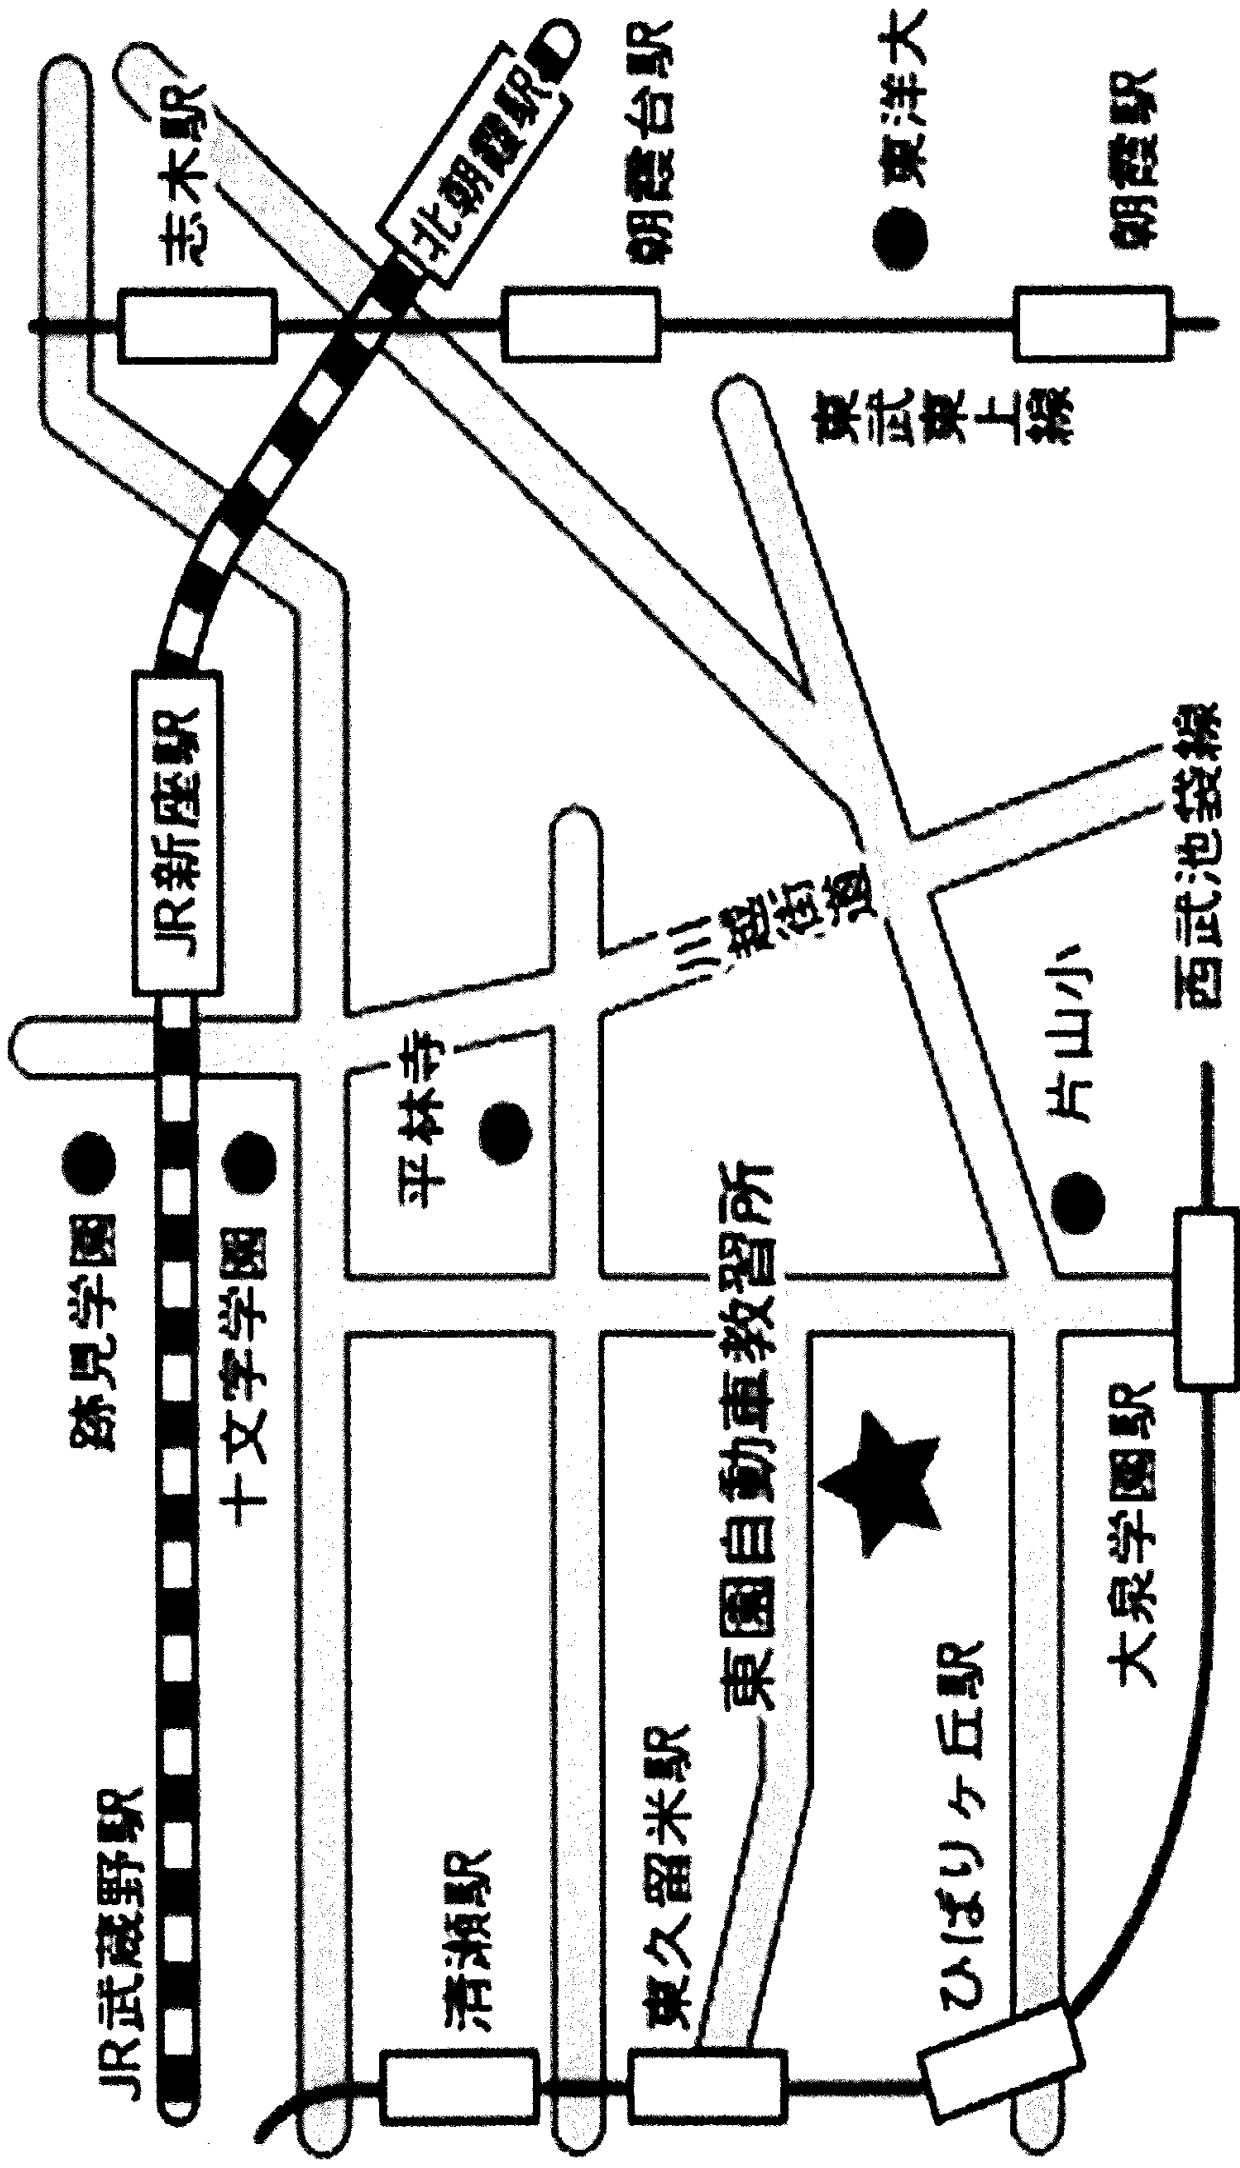 志木駅
北朝霞駅
朝霞台駅
東洋大
朝霞駅
東武東上線
JR新座駅
川越街道
西武池袋線
片山小
平林寺
跡見学園
十文字学園
東園自動車教習所
大泉学園駅
JR武蔵野駅
清瀬駅
東久留米駅
ひばりヶ丘駅